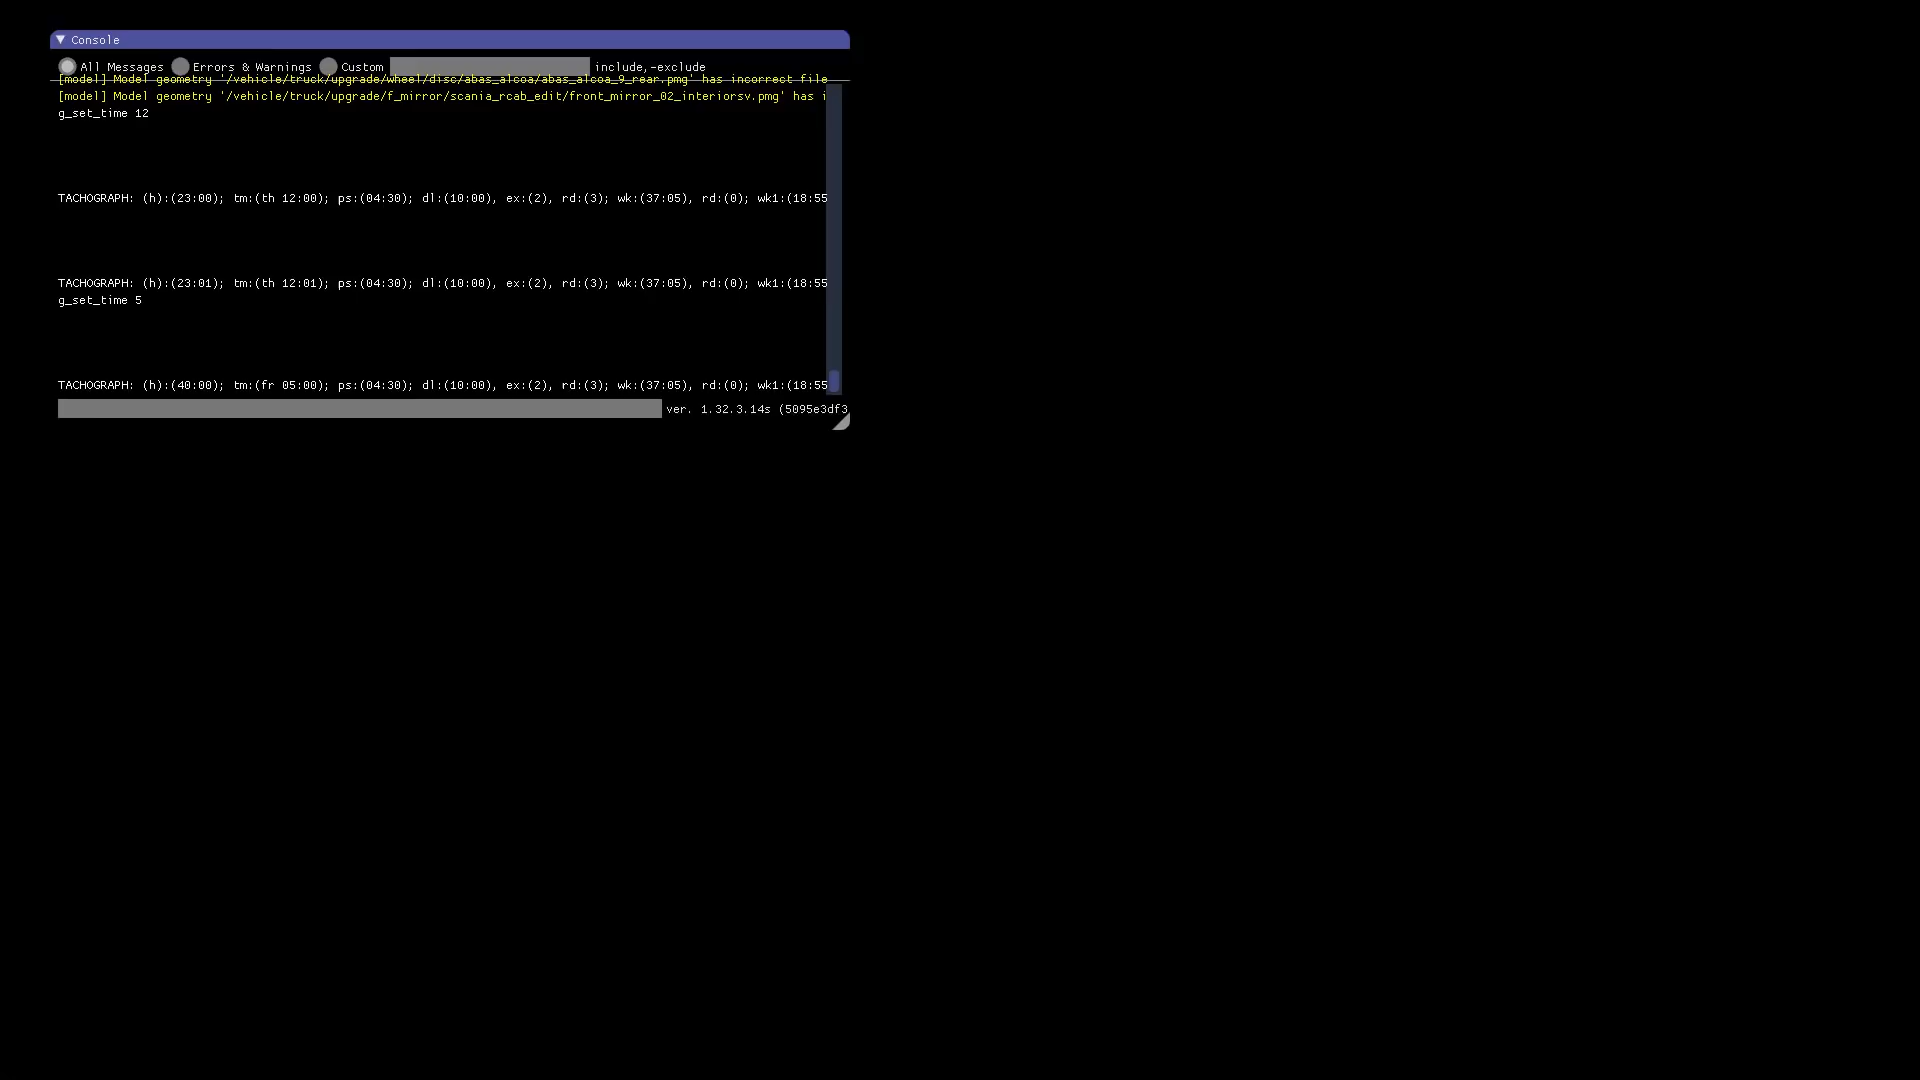 Console
All Messages Errors & Warnings Custom include,-exclude
[model] Model geometry '/vehicle/truck/upgrade/wheel/disc/abas_alcoa/abas_alcoa_9_rear.pmg' has incorrect file
[model] Model geometry '/vehicle/truck/upgrade/f_mirror/scania_rcab_edit/front_mirror_02_interiorsv.pmg' has i
g_set_time 12
TACHOGRAPH: (h):(23:00); tm:(th 12:00); ps:(04:30); dl:(10:00), ex:(2), rd:(3); wk:(37:05), rd:(0); wk1:(18:55
TACHOGRAPH: (h):(23:01); tm:(th 12:01); ps:(04:30); dl:(10:00), ex:(2), rd:(3); wk:(37:05), rd:(0); wk1:(18:55
g_set_time 5
TACHOGRAPH: (h):(40:00); tm:(fr 05:00); ps:(04:30); dl:(10:00), ex:(2), rd:(3); wk:(37:05), rd:(0); wk1:(18:55
ver. 1.32.3.14s (5095e3df3